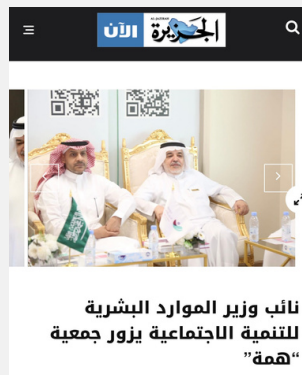 الجزيرة الآن
نائب وزير الموارد البشرية
للتنمية الاجتماعية يزور جمعية
“همة”